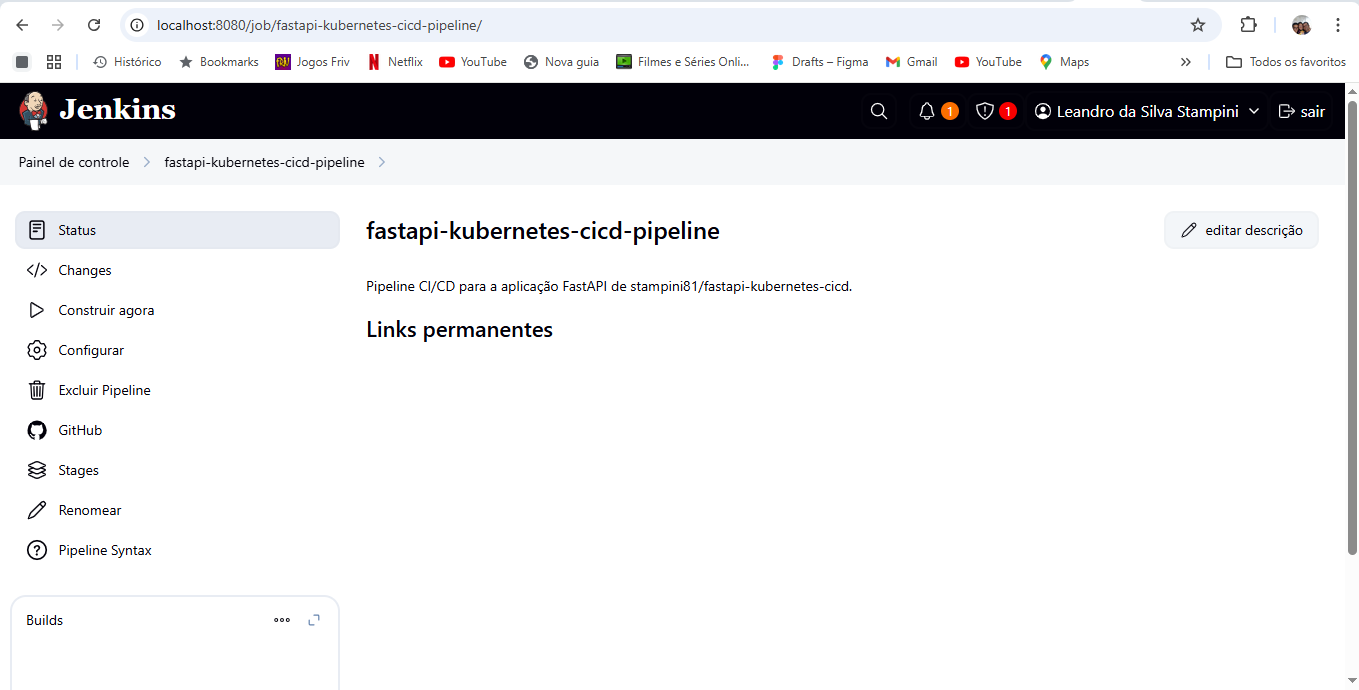 localhost:8080/job/fastapi-kubernetes-cicd-pipeline/
Histórico Bookmarks Jogos Friv Netflix YouTube Nova guia Filmes e Séries Onli... Drafts – Figma Gmail YouTube Maps Todos os favoritos
Jenkins 1 1 Leandro da Silva Stampini sair
Painel de controle fastapi-kubernetes-cicd-pipeline
Status
Changes
Construir agora
Configurar
Excluir Pipeline
GitHub
Stages
Renomear
Pipeline Syntax
Builds
fastapi-kubernetes-cicd-pipeline
editar descrição
Pipeline CI/CD para a aplicação FastAPI de stampini81/fastapi-kubernetes-cicd.
Links permanentes